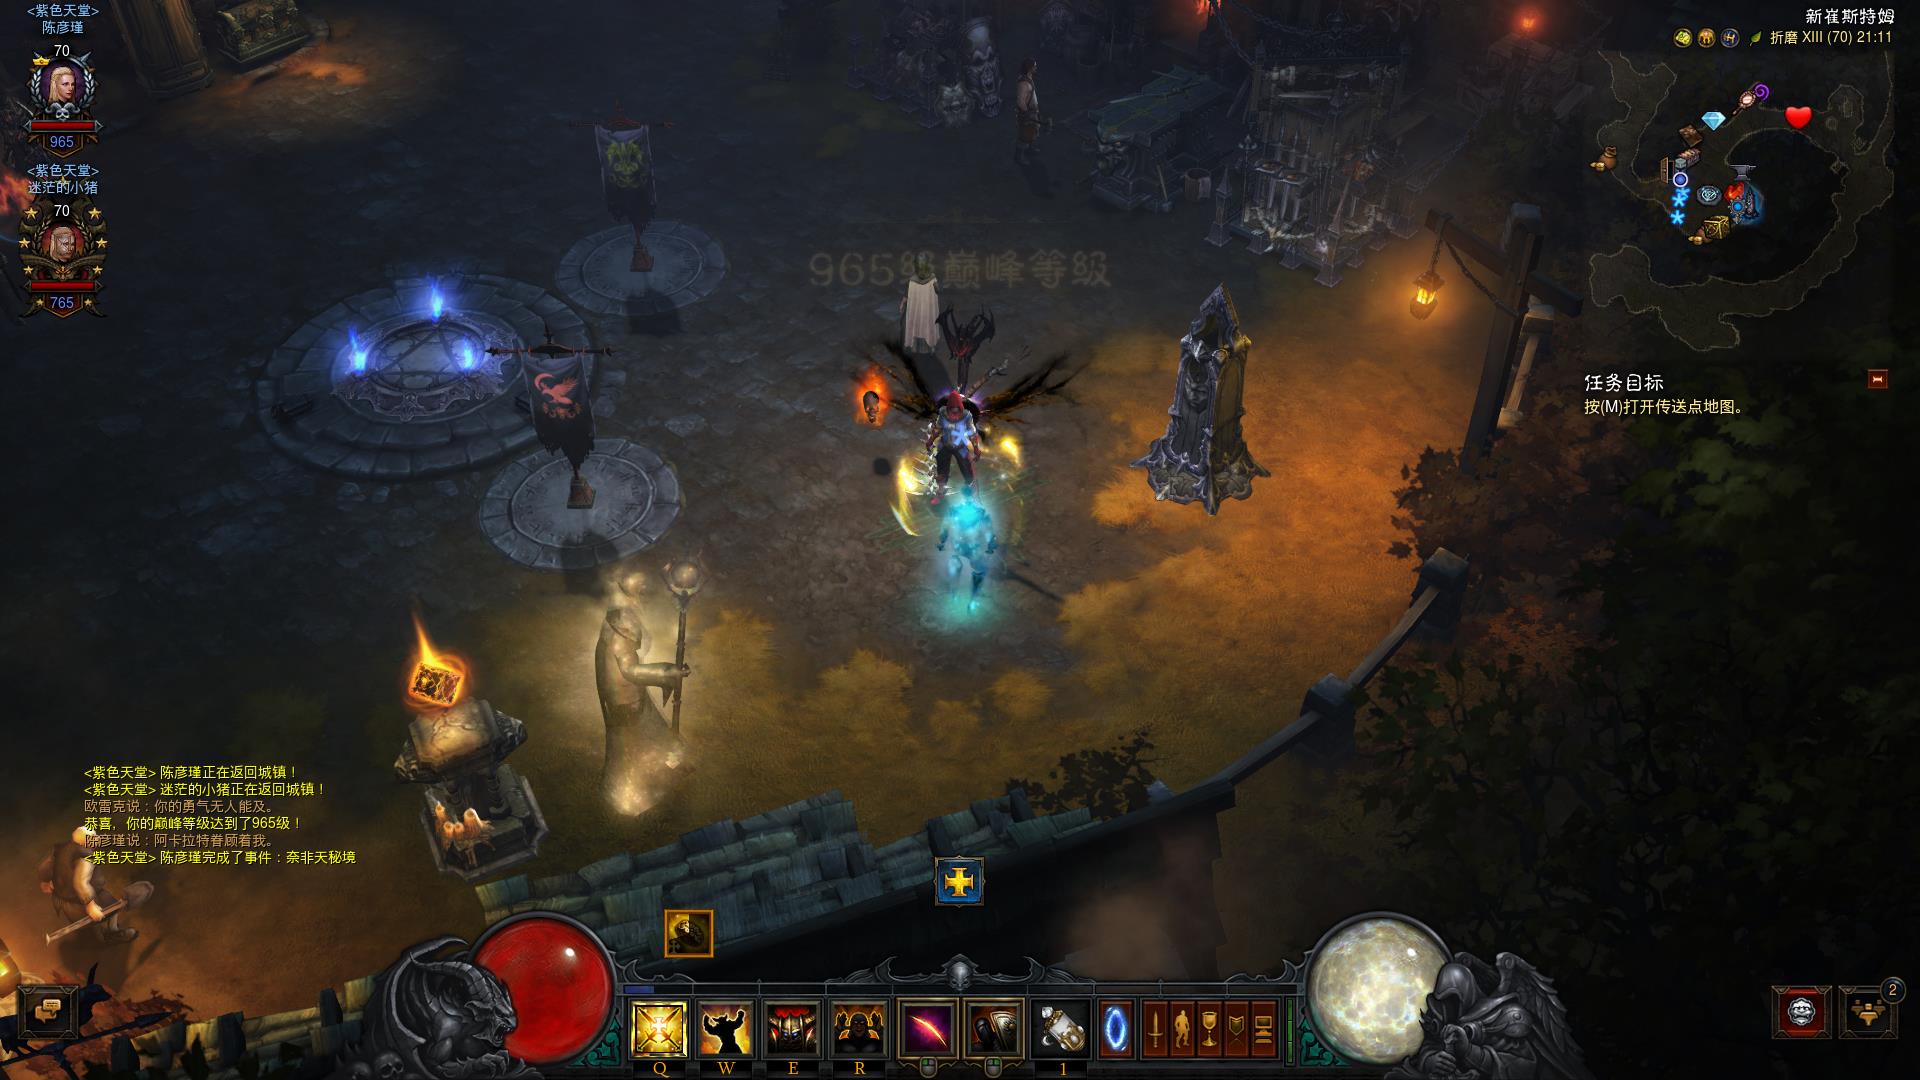 <紫色天堂>
陈彦瑾
70
965
<紫色天堂>
迷茫的小猪
70
765
新崔斯特姆
折磨 XIII (70) 21:11
965级巅峰等级
任务目标
按(M)打开传送点地图。
<紫色天堂> 陈彦瑾正在返回城镇！
<紫色天堂> 迷茫的小猪正在返回城镇！
欧雷克说：你的勇气无人能及。
恭喜，你的巅峰等级达到了965级！
陈彦瑾说：阿卡拉特眷顾着我。
<紫色天堂> 陈彦瑾完成了事件：奈非天秘境
2
Q W E R 1